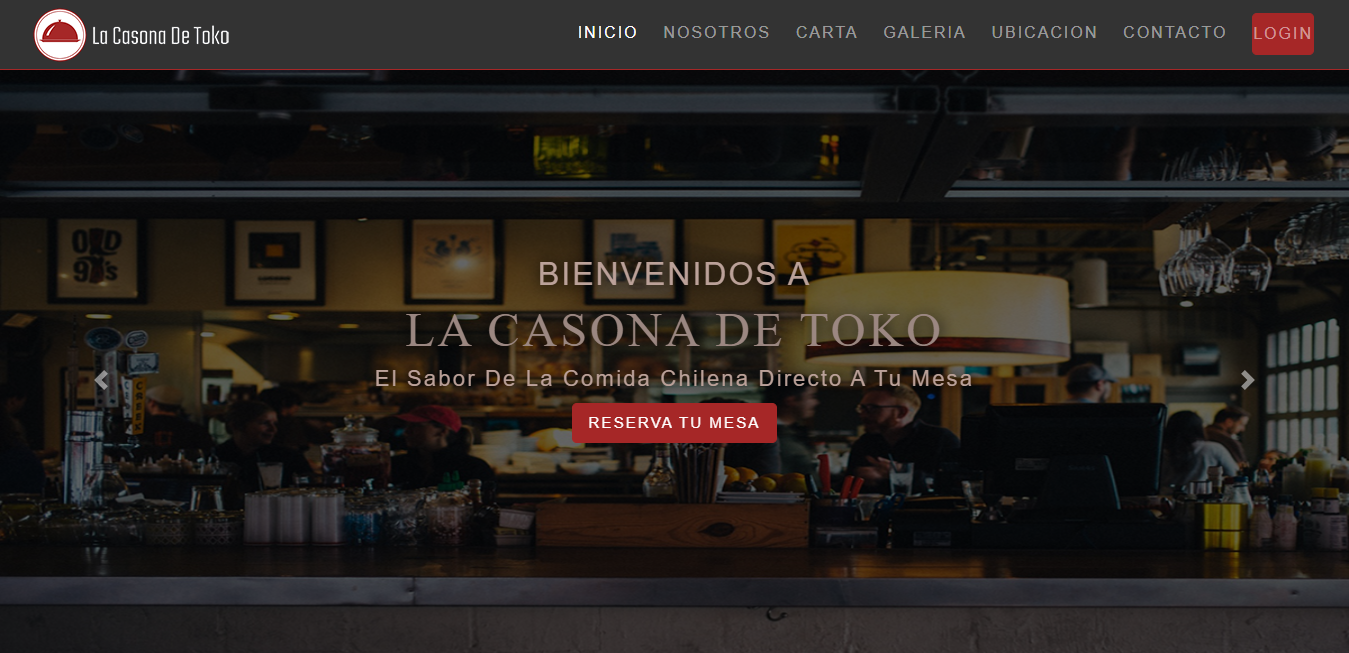 La Casona De Toko
INICIO NOSOTROS CARTA GALERIA UBICACION CONTACTO LOGIN
OLD 97's
BIENVENIDOS A
LA CASONA DE TOKO
El Sabor De La Comida Chilena Directo A Tu Mesa
RESERVA TU MESA